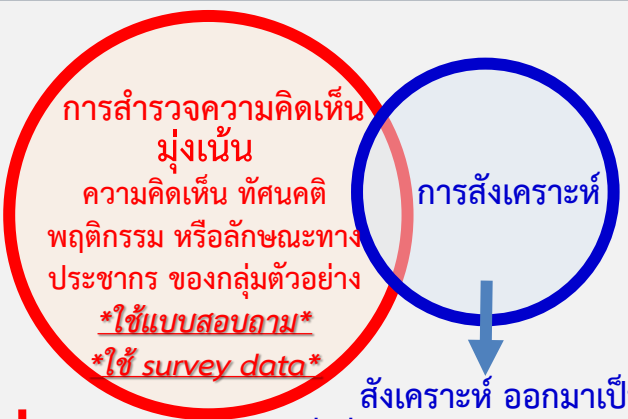 การสำรวจความคิดเห็น
มุ่งเน้น
ความคิดเห็น ทัศนคติ
พฤติกรรม หรือลักษณะทาง
ประชากร ของกลุ่มตัวอย่าง
*ใช้แบบสอบถาม*
*ใช้ survey data*
การสังเคราะห์
สังเคราะห์ ออกมาเป็